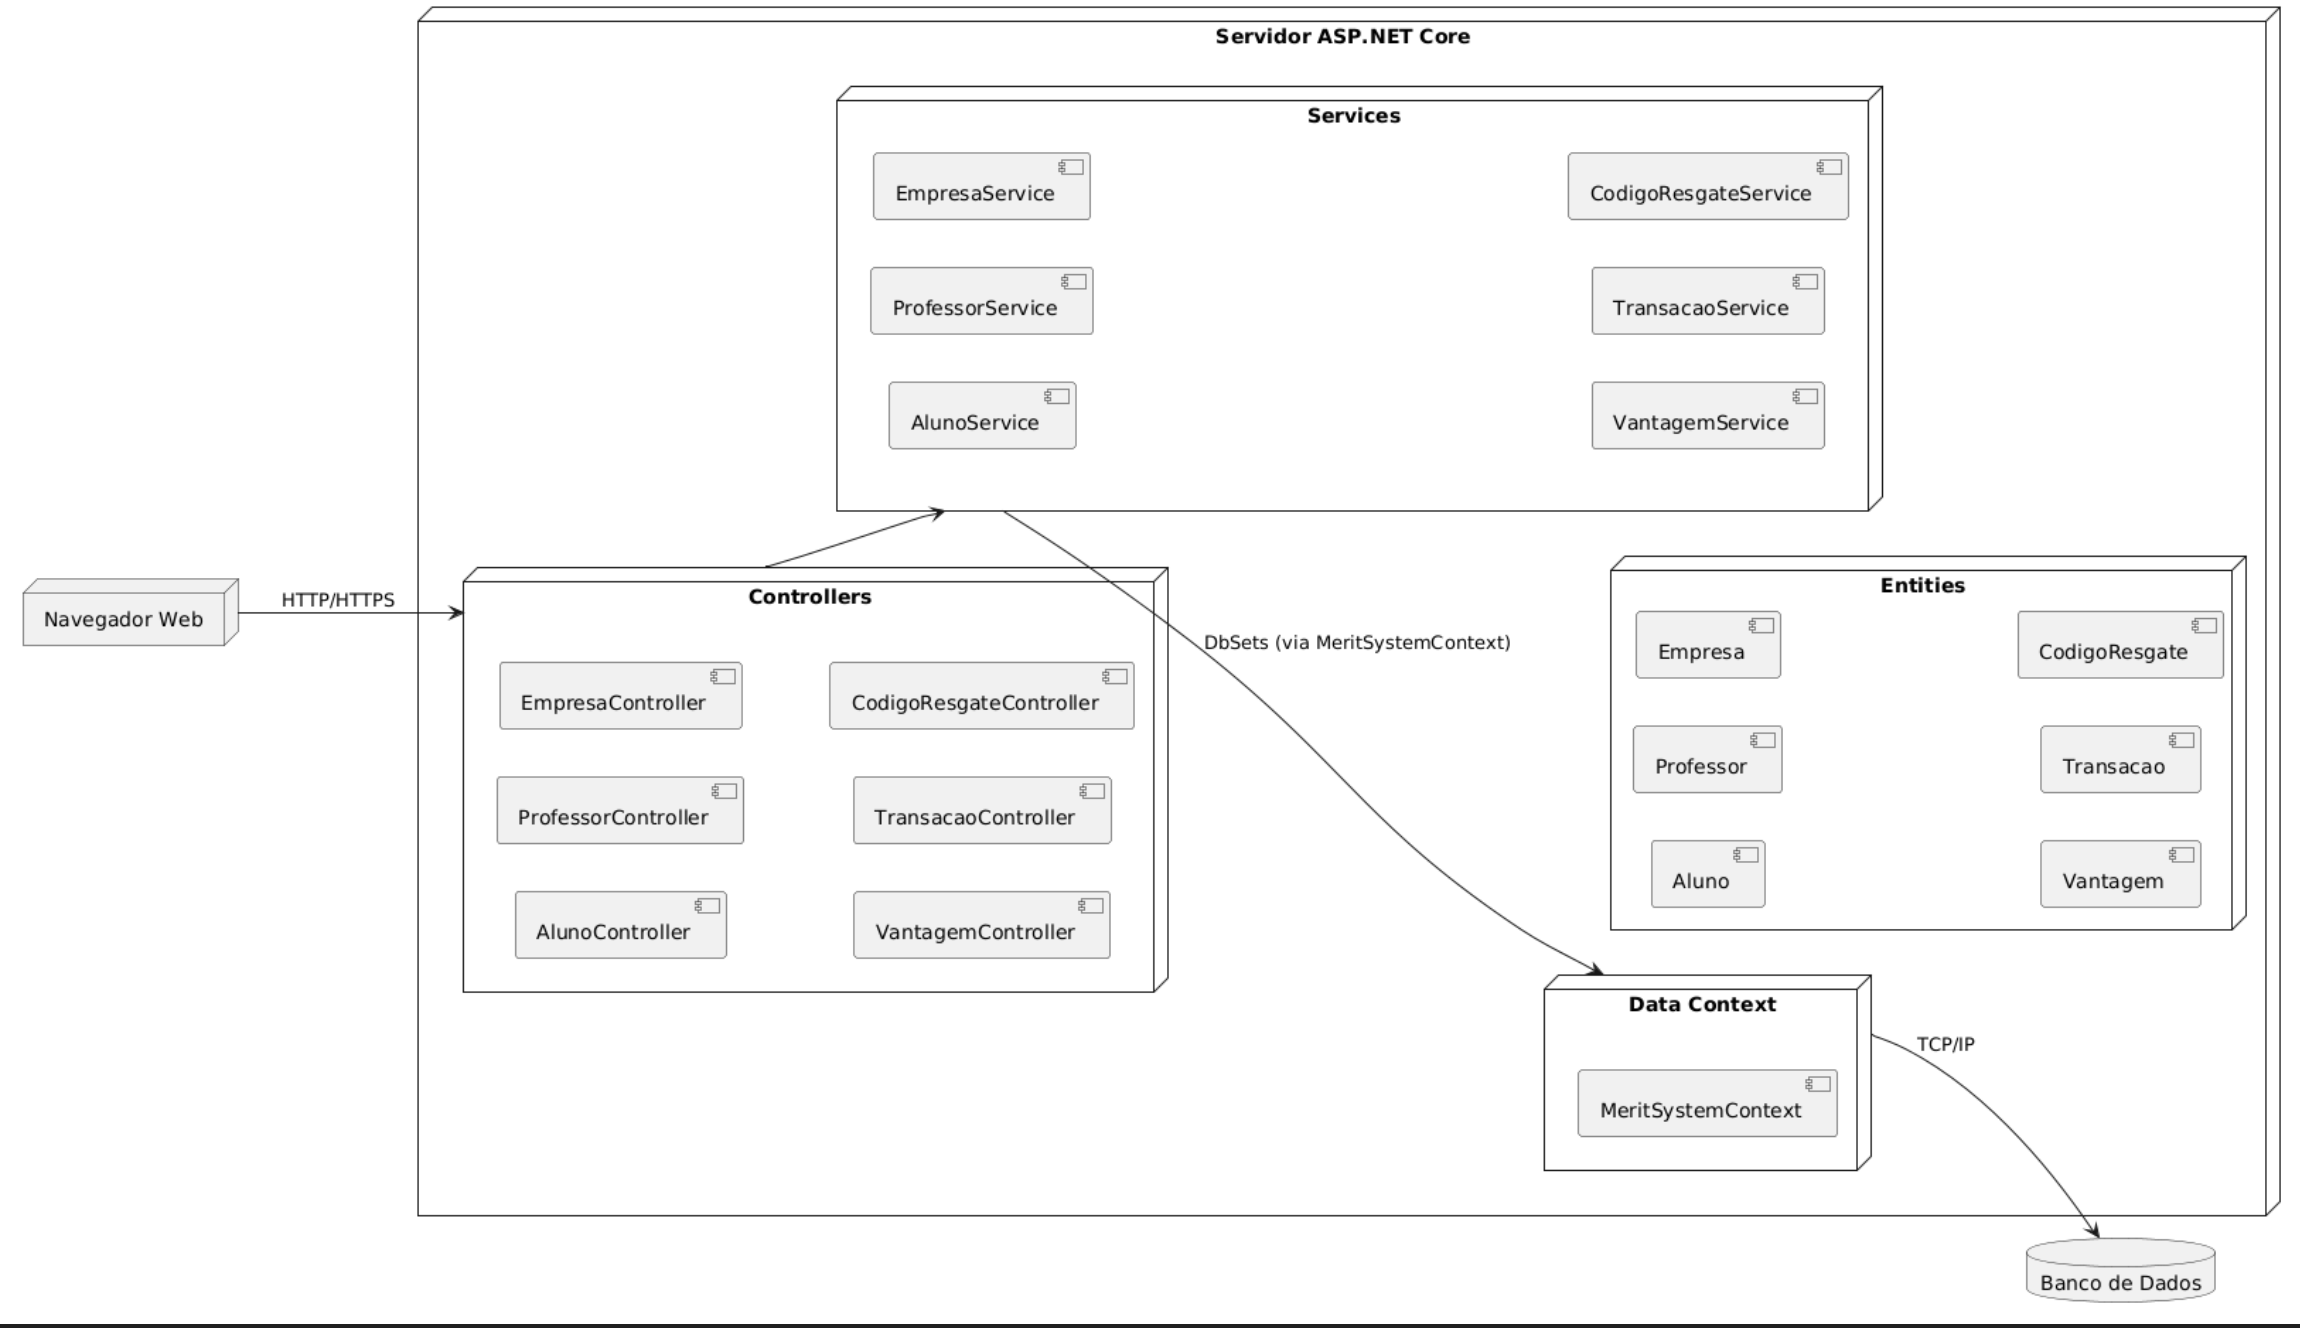 Servidor ASP.NET Core
Services
EmpresaService
CodigoResgateService
ProfessorService
TransacaoService
AlunoService
VantagemService
Navegador Web
HTTP/HTTPS
Controllers
EmpresaController
CodigoResgateController
ProfessorController
TransacaoController
AlunoController
VantagemController
DbSets (via MeritSystemContext)
Entities
Empresa
CodigoResgate
Professor
Transacao
Aluno
Vantagem
Data Context
MeritSystemContext
TCP/IP
Banco de Dados